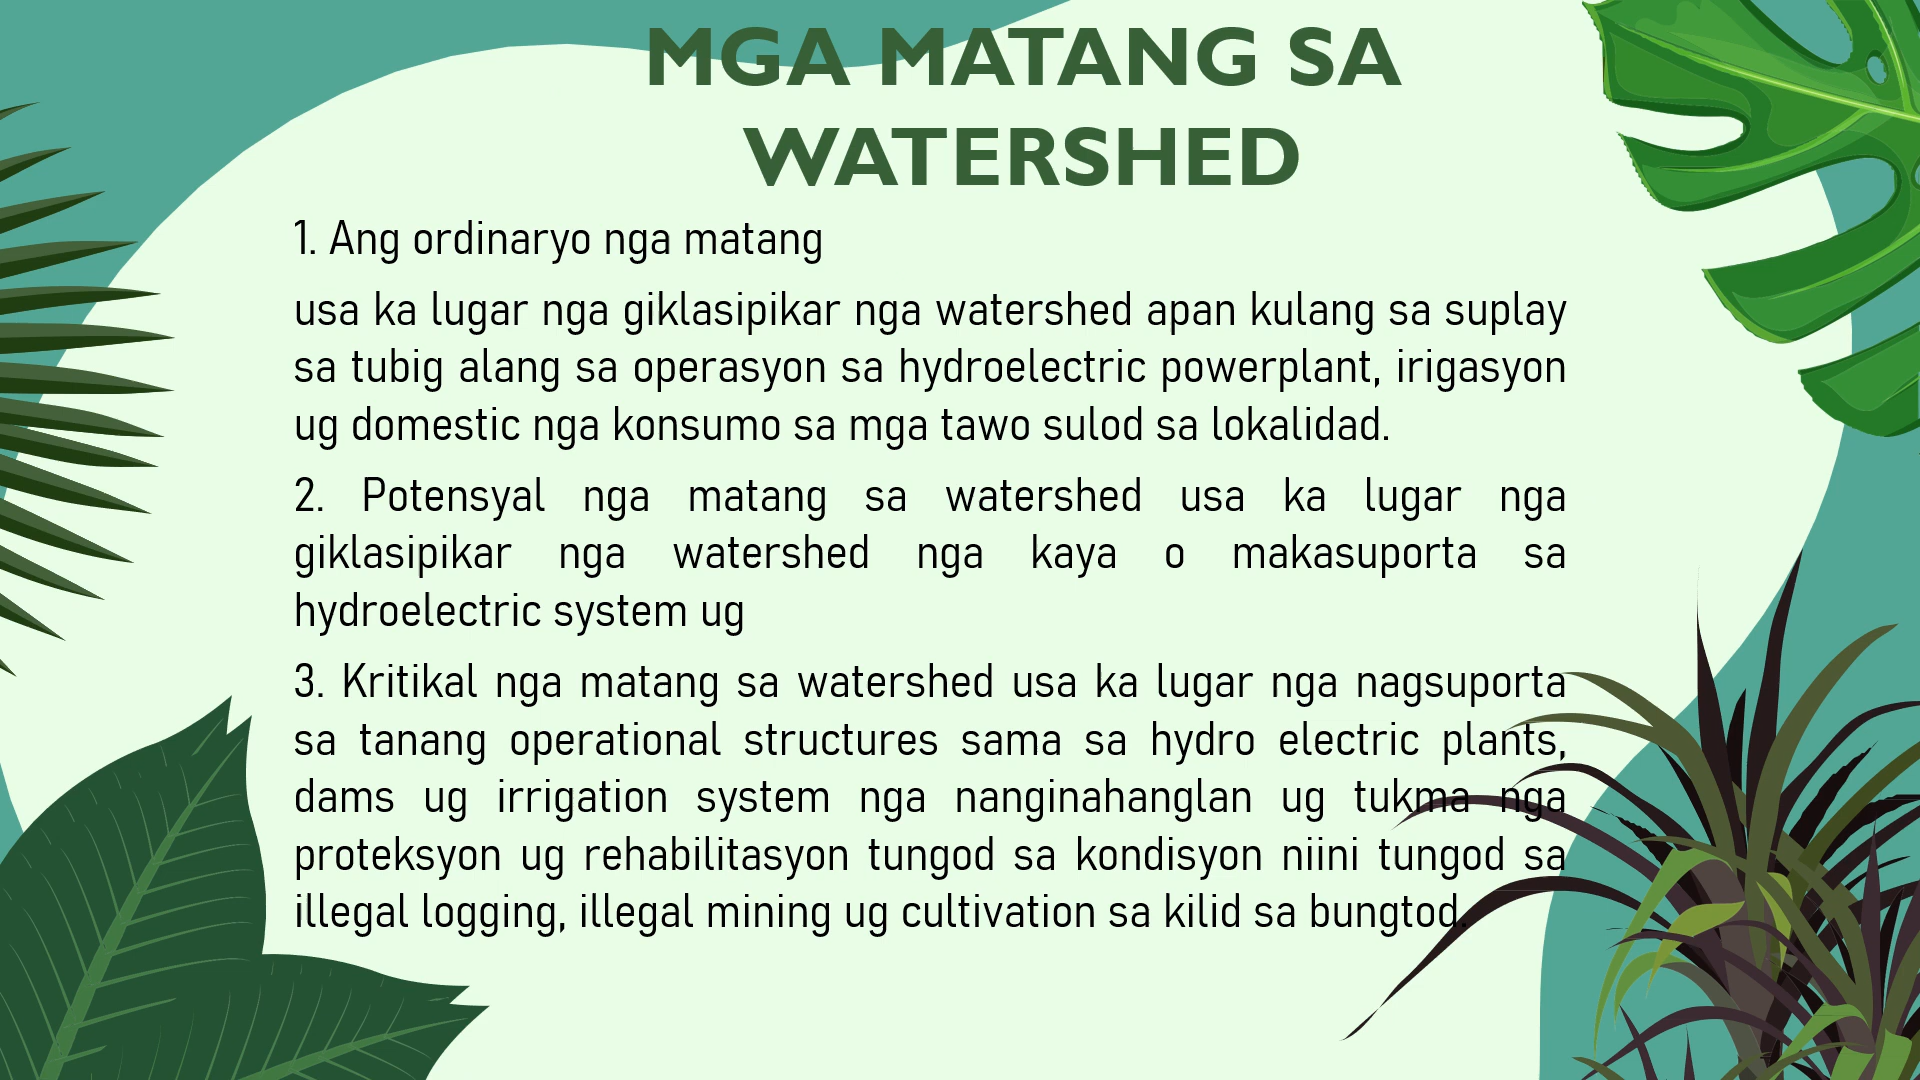 MGA MATANG SA
WATERSHED
1. Ang ordinaryo nga matang
usa ka lugar nga giklasipikar nga watershed apan kulang sa suplay
sa tubig alang sa operasyon sa hydroelectric powerplant, irigasyon
ug domestic nga konsumo sa mga tawo sulod sa lokalidad.
2. Potensyal nga matang sa watershed usa ka lugar nga
giklasipikar nga watershed nga kaya o makasuporta sa
hydroelectric system ug
3. Kritikal nga matang sa watershed usa ka lugar nga nagsuporta
sa tanang operational structures sama sa hydro electric plants,
dams ug irrigation system nga nanginahanglan ug tukma nga
proteksyon ug rehabilitasyon tungod sa kondisyon niini tungod sa
illegal logging, illegal mining ug cultivation sa kilid sa bungtod.